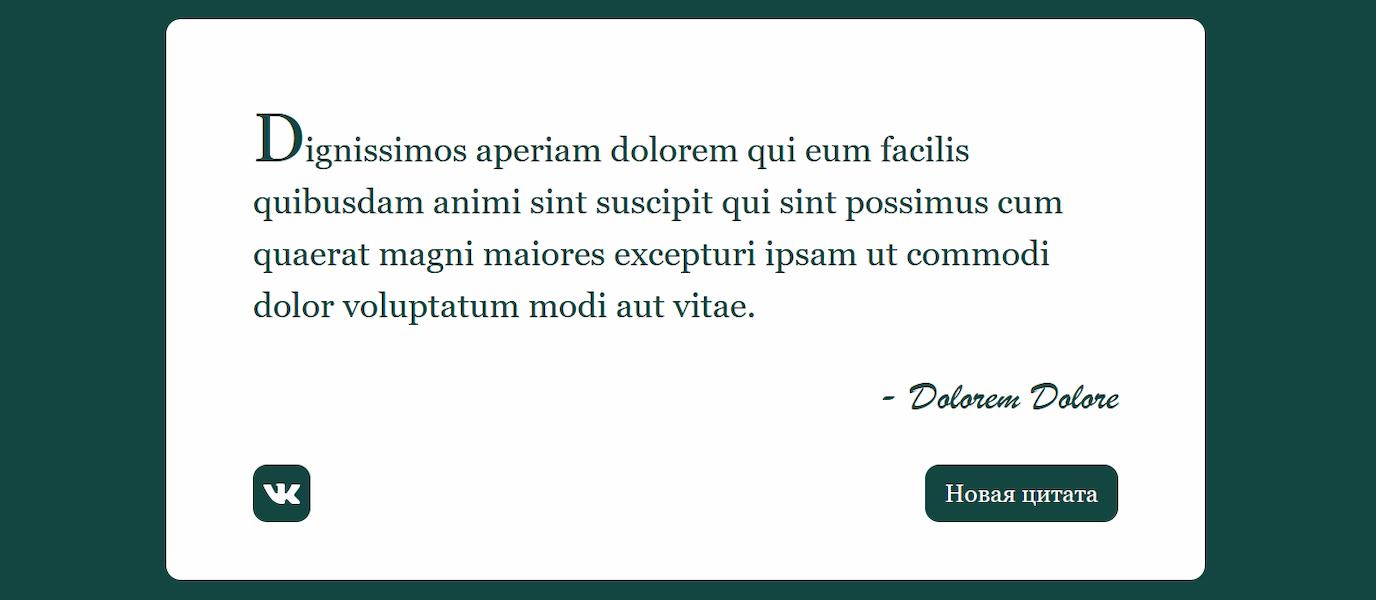 Dignissimos aperiam dolorem qui eum facilis
quibusdam animi sint suscipit qui sint possimus cum
quaerat magni maiores excepturi ipsam ut commodi
dolor voluptatum modi aut vitae.
- Dolorem Dolore
Новая цитата